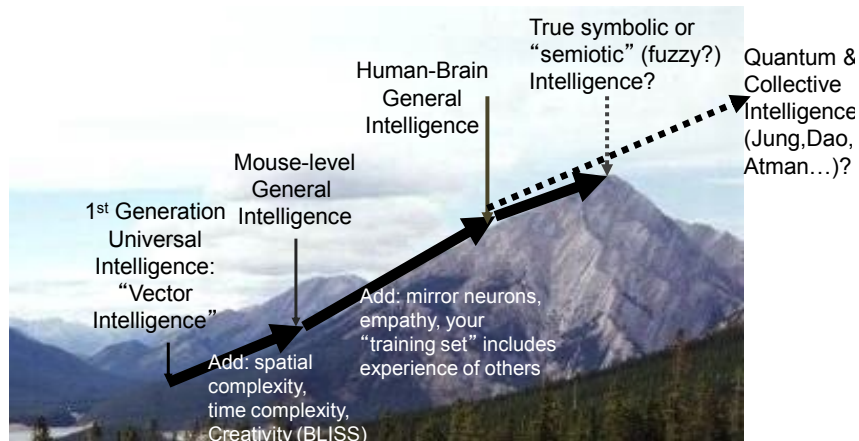 True symbolic or
“semiotic” (fuzzy?)
Intelligence?
Quantum &
Collective
Intelligence
(Jung,Dao,
Atman…)?
Human-Brain
General
Intelligence
Mouse-level
General
Intelligence
1st Generation
Universal
Intelligence:
“Vector
Intelligence”
Add: mirror neurons,
empathy, your
“training set” includes
experience of others
Add: spatial
complexity,
time complexity,
Creativity (BLISS)